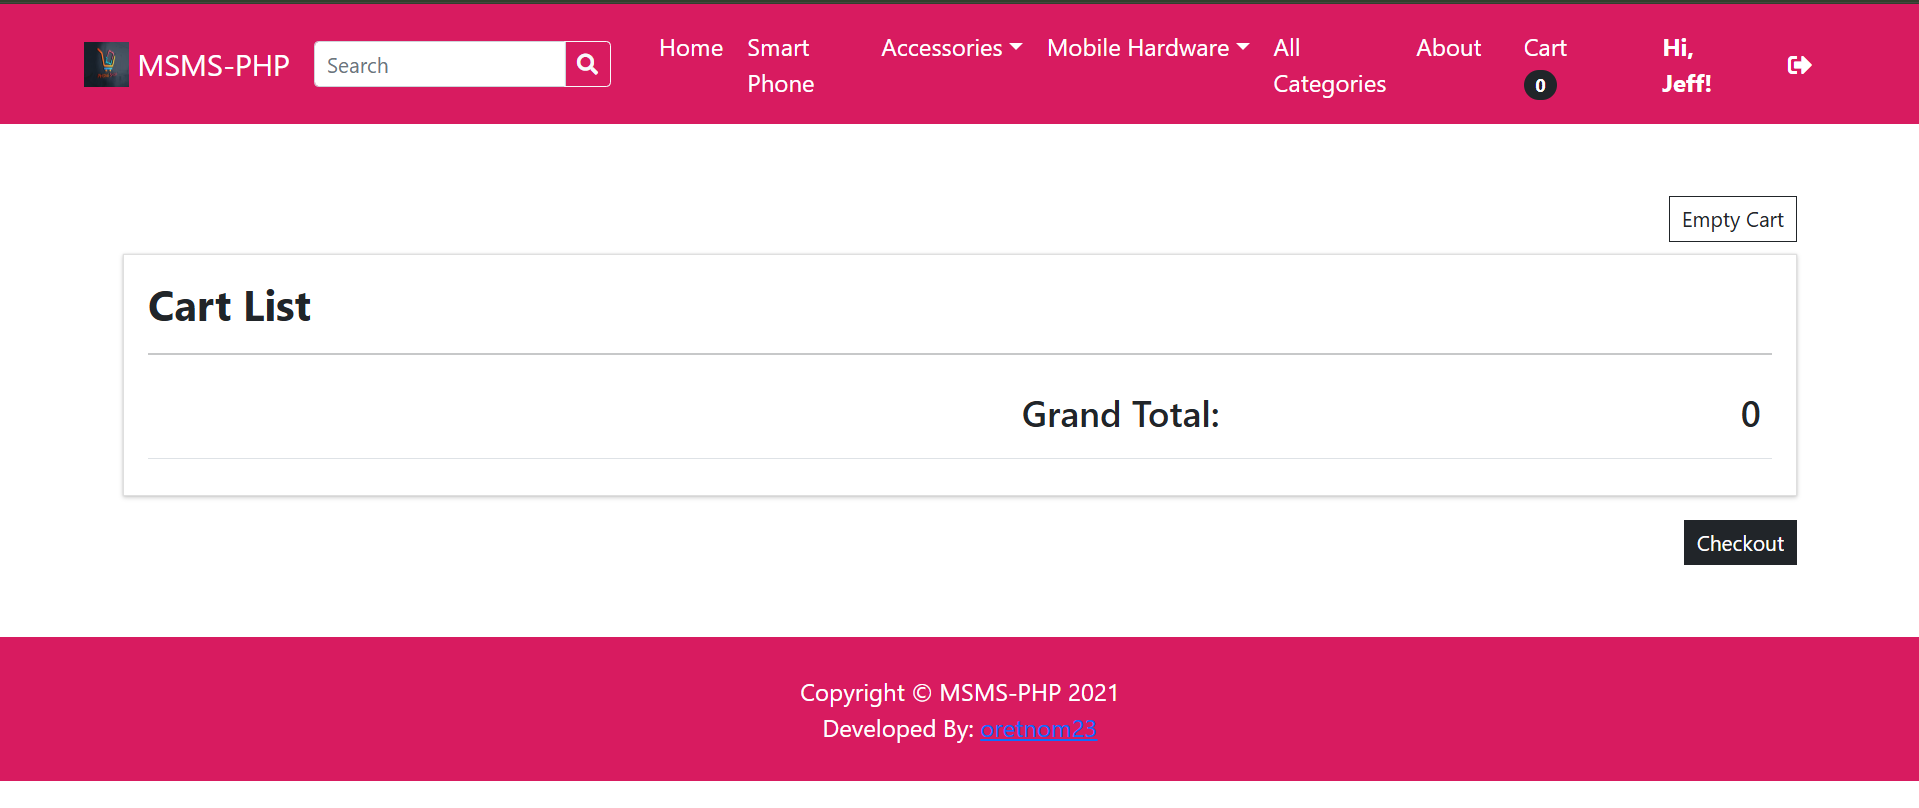 MSMS-PHP
Search
Home
Smart
Phone
Accessories
Mobile Hardware
All
Categories
About
Cart
0
Hi,
Jeff!
Empty Cart
Cart List
Grand Total: 0
Checkout
Copyright © MSMS-PHP 2021
Developed By: oretnom23